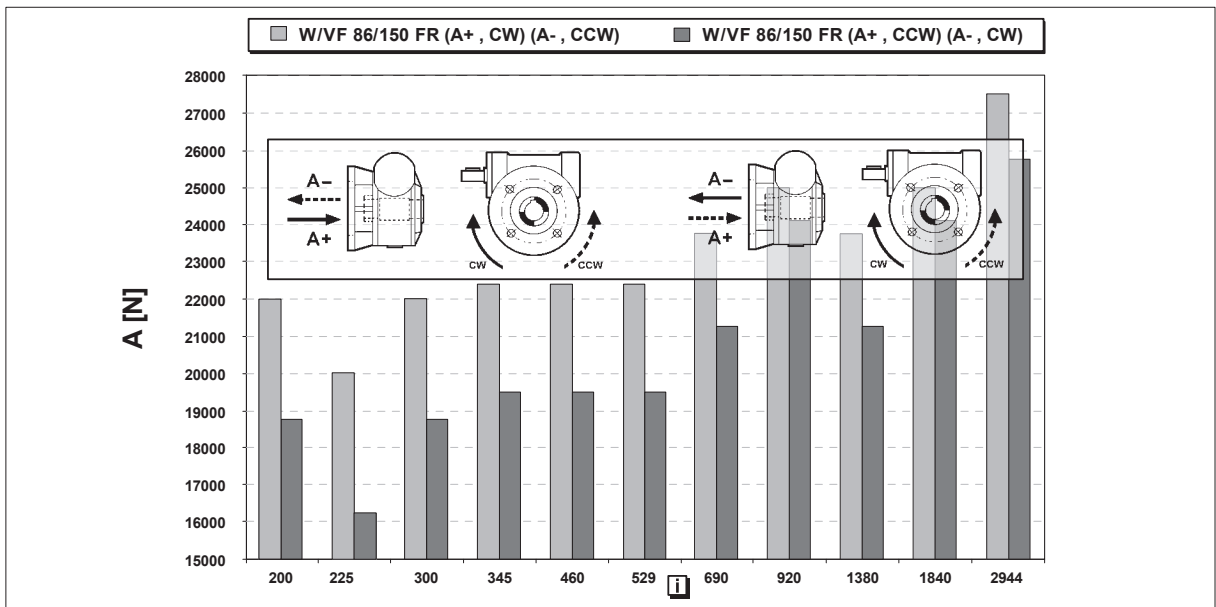 W/VF 86/150 FR (A+ , CW) (A- , CCW) W/VF 86/150 FR (A+ , CCW) (A- , CW)
28000
27000
26000
25000
24000
23000
22000
21000
20000
19000
18000
17000
16000
15000
A [N]
A−
A+
CW
CCW
A−
A+
CW
CCW
200 225 300 345 460 529 690 920 1380 1840 2944
i